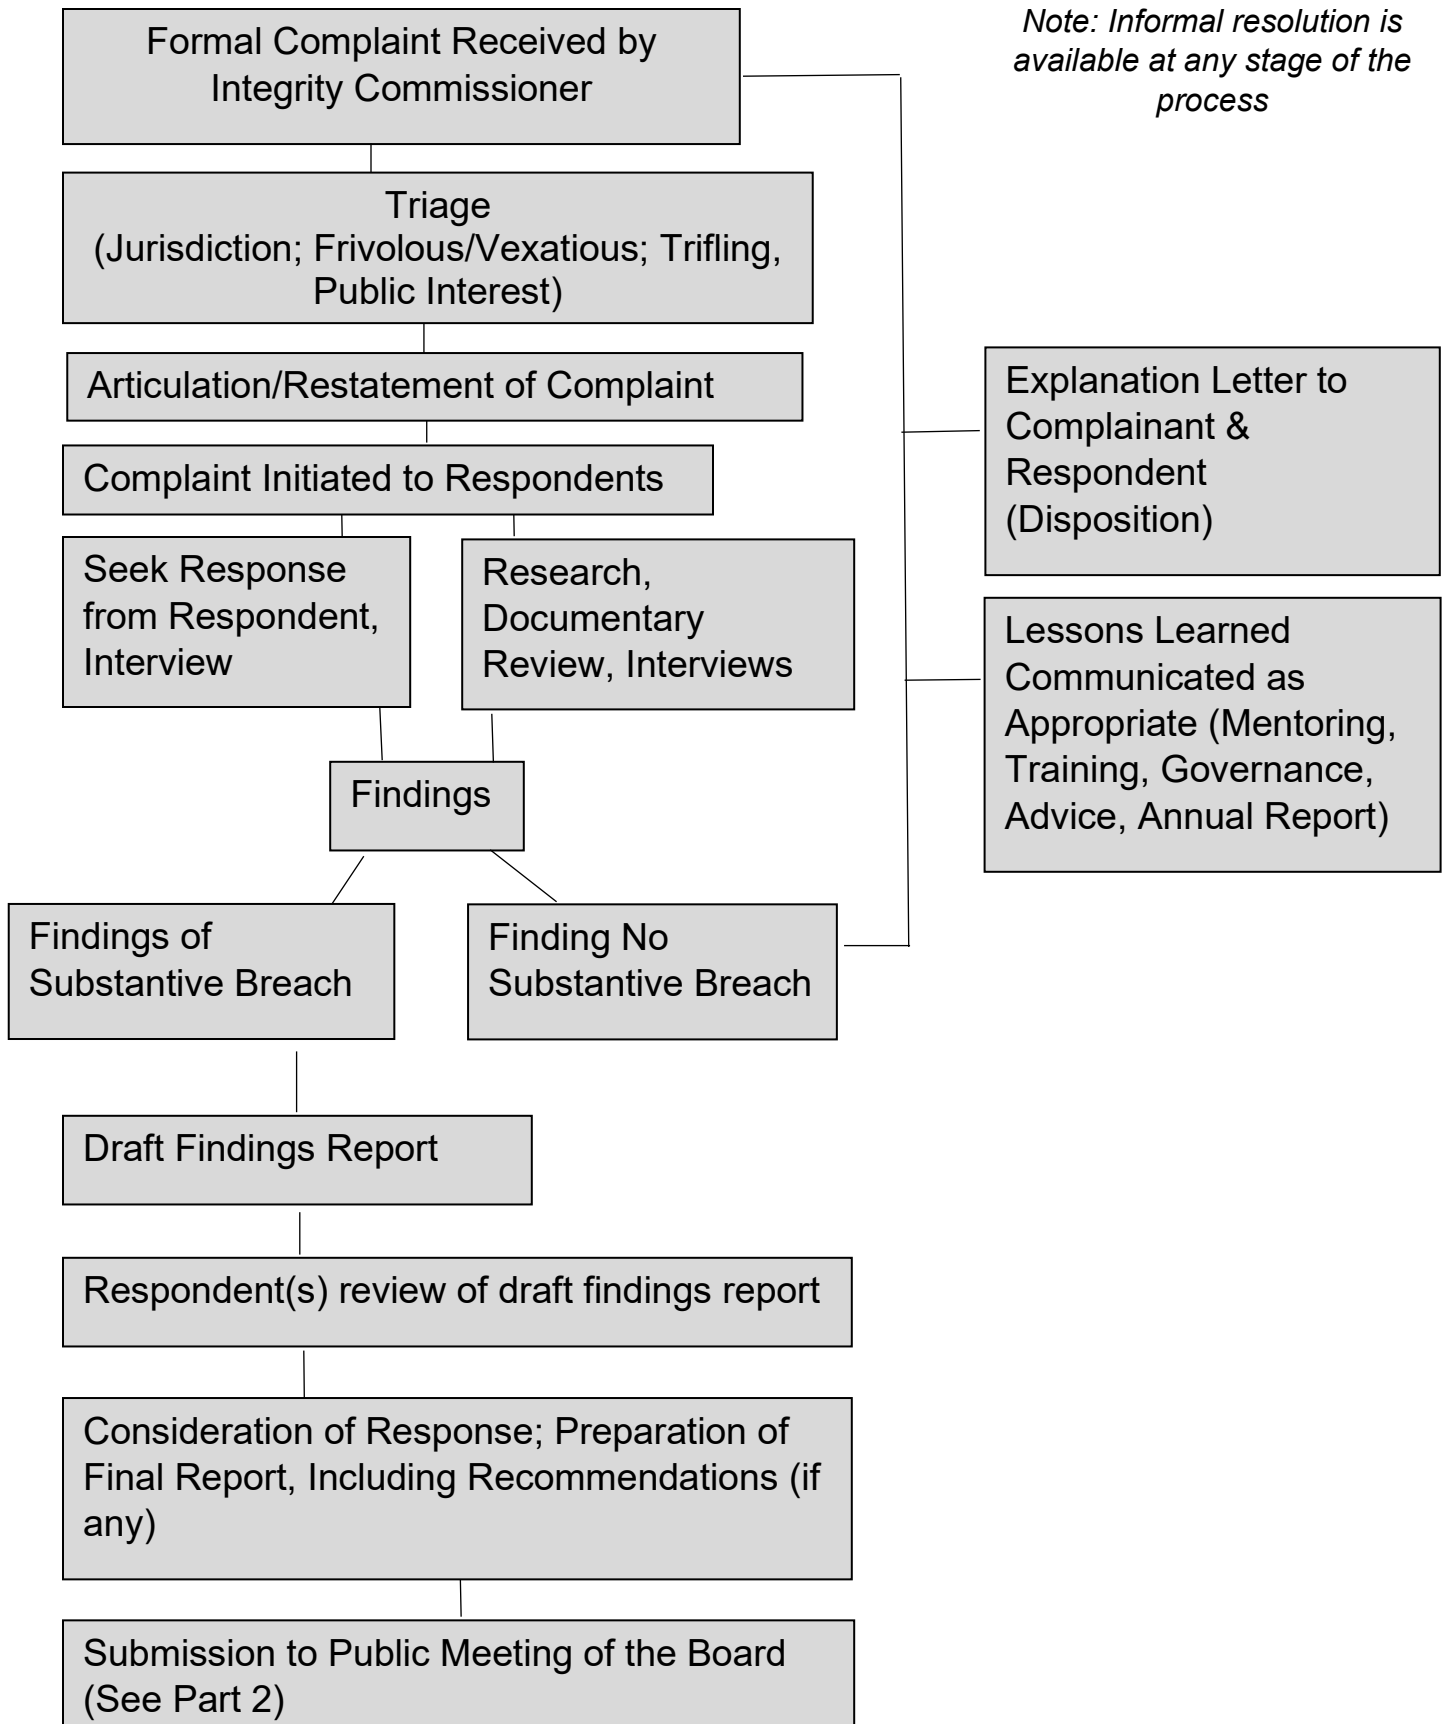 Formal Complaint Received by
Integrity Commissioner
Note: Informal resolution is
available at any stage of the
process
Triage
(Jurisdiction; Frivolous/Vexatious; Trifling,
Public Interest)
Articulation/Restatement of Complaint
Complaint Initiated to Respondents
Seek Response
from Respondent,
Interview
Research,
Documentary
Review, Interviews
Explanation Letter to
Complainant &
Respondent
(Disposition)
Lessons Learned
Communicated as
Appropriate (Mentoring,
Training, Governance,
Advice, Annual Report)
Findings
Findings of
Substantive Breach
Finding No
Substantive Breach
Draft Findings Report
Respondent(s) review of draft findings report
Consideration of Response; Preparation of
Final Report, Including Recommendations (if
any)
Submission to Public Meeting of the Board
(See Part 2)